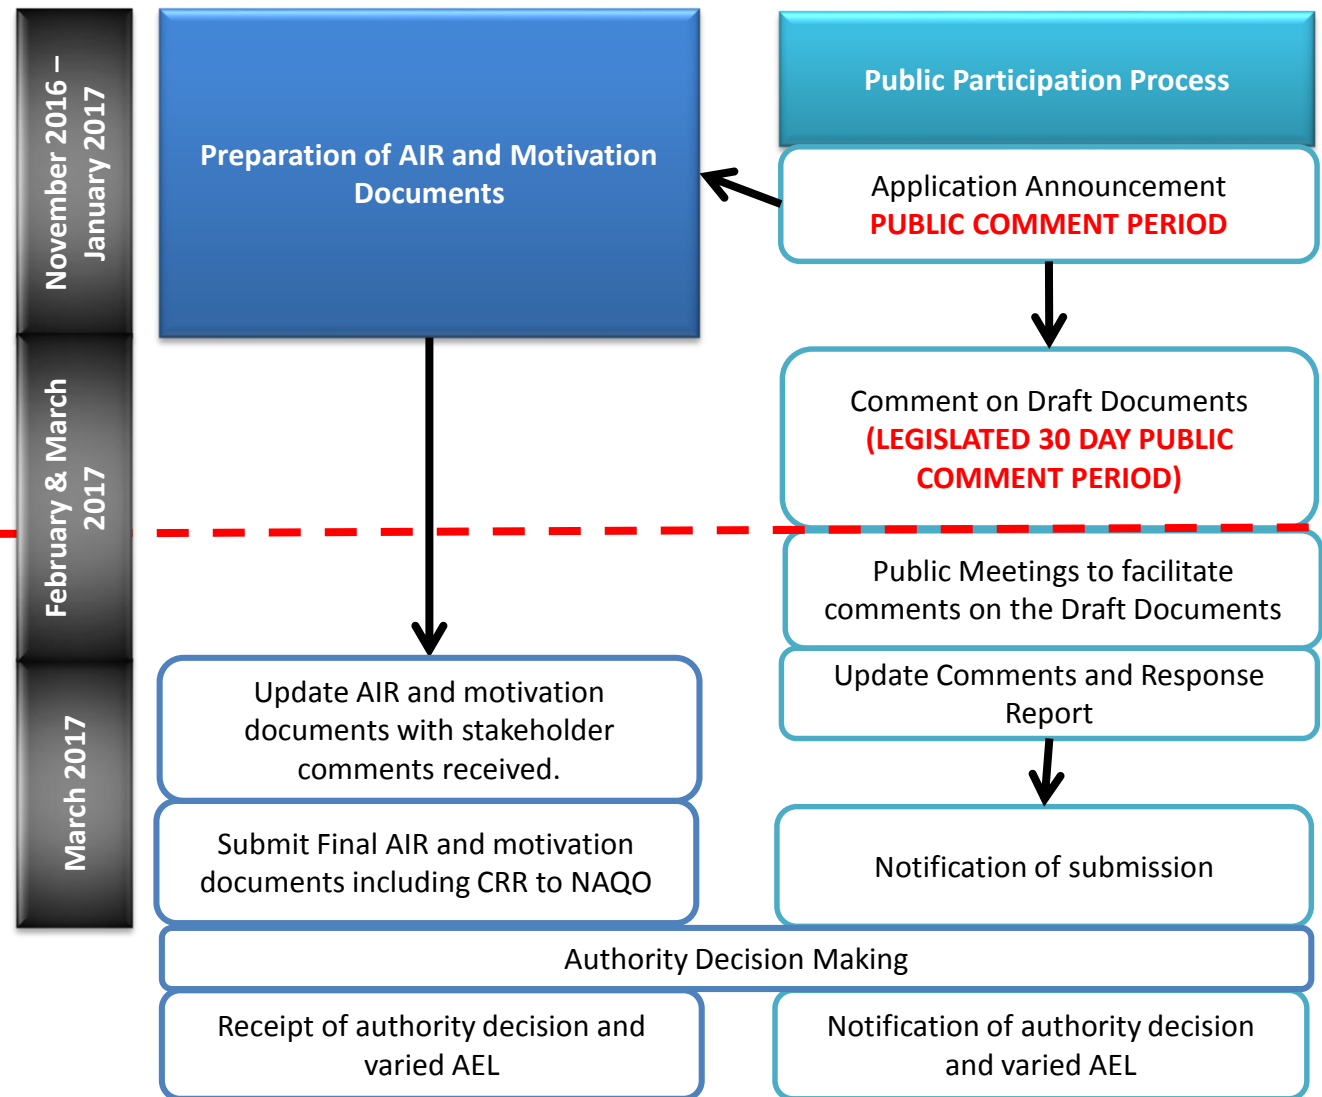 November 2016 –
January 2017
Preparation of AIR and Motivation
Documents
Public Participation Process
Application Announcement
PUBLIC COMMENT PERIOD
February & March
2017
Comment on Draft Documents
(LEGISLATED 30 DAY PUBLIC
COMMENT PERIOD)
Public Meetings to facilitate
comments on the Draft Documents
March 2017
Update AIR and motivation
documents with stakeholder
comments received.
Update Comments and Response
Report
Submit Final AIR and motivation
documents including CRR to NAQO
Notification of submission
Authority Decision Making
Receipt of authority decision and
varied AEL
Notification of authority decision
and varied AEL